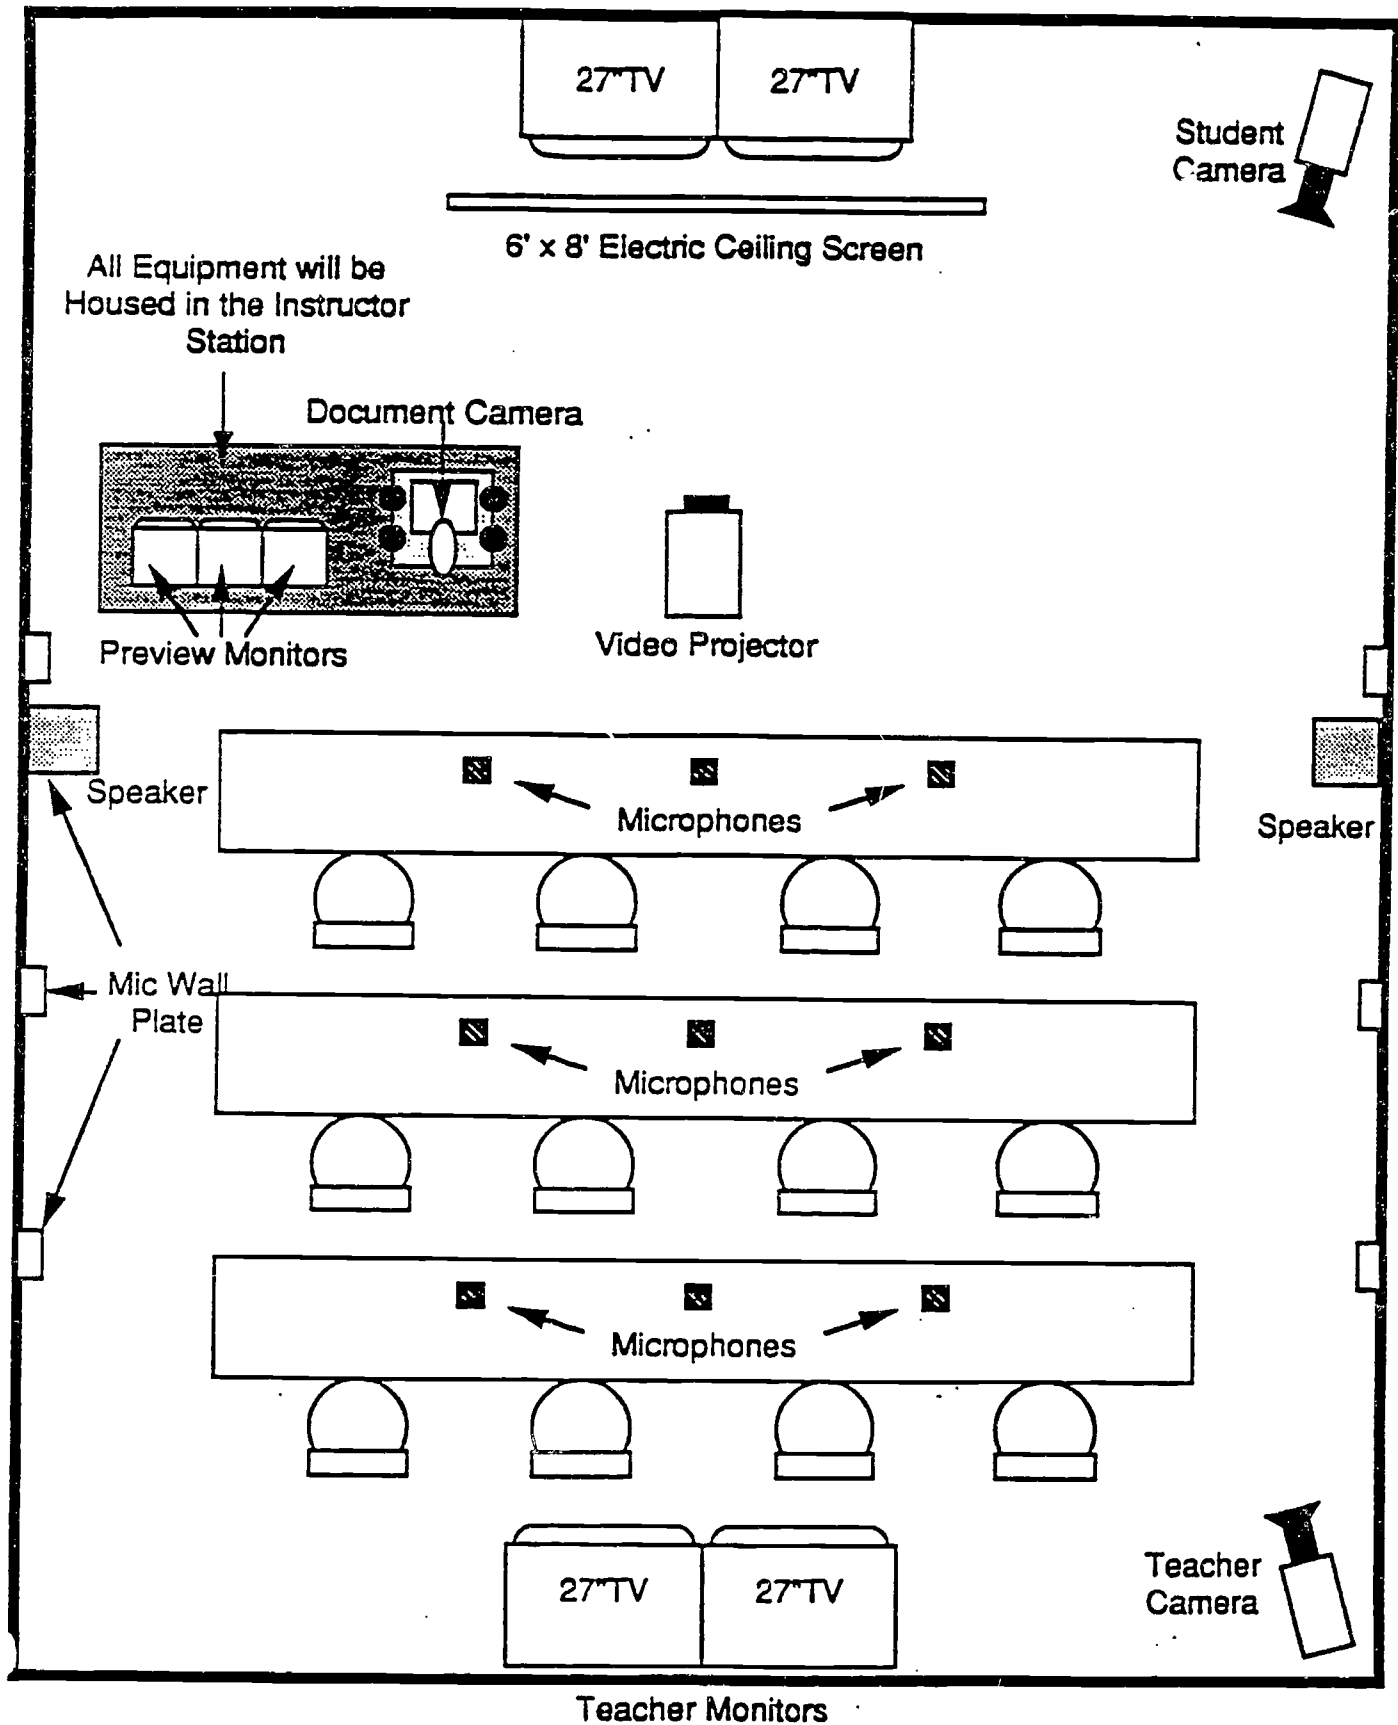 27"TV
27"TV
Student
Camera
6' x 8' Electric Ceiling Screen
All Equipment will be
Housed in the Instructor
Station
Document Camera
Preview Monitors
Video Projector
Speaker
Microphones
Speaker
Mic Wall
Plate
Microphones
Microphones
27"TV
27"TV
Teacher
Camera
Teacher Monitors